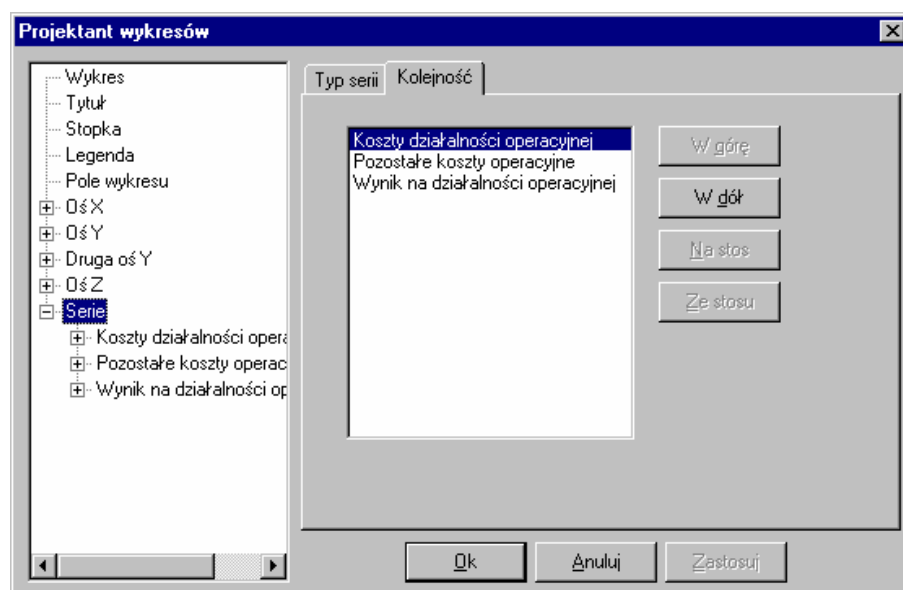 Projektant wykresów
Wykres
Tytuł
Stopka
Legenda
Pole wykresu
Oś X
Oś Y
Druga oś Y
Oś Z
Serie
Koszty działalności opera
Pozostałe koszty operac
Wynik na działalności op
Typ serii
Kolejność
Koszty działalności operacyjnej
Pozostałe koszty operacyjne
Wynik na działalności operacyjnej
W górę
W dół
Na stos
Ze stosu
Ok
Anuluj
Zastosuj